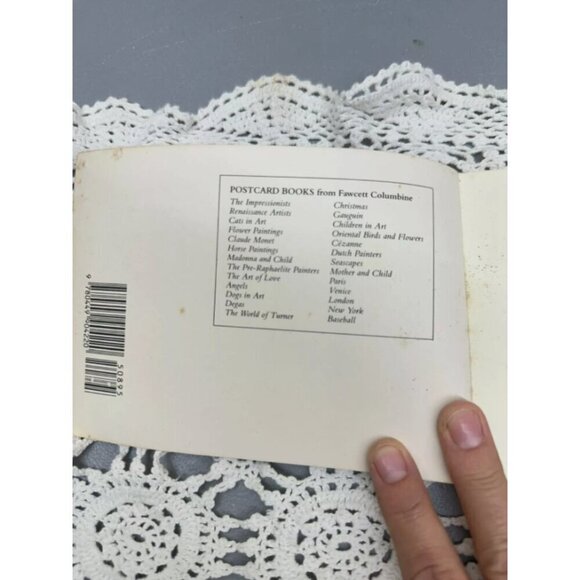 POSTCARD BOOKS from Fawcett Columbine
The Impressionists
Renaissance Artists
Cats in Art
Flower Paintings
Claude Monet
Horse Paintings
Madonna and Child
The Pre-Raphaelite Painters
The Art of Love
Angels
Dogs in Art
Degas
The World of Turner
Christmas
Gauguin
Children in Art
Oriental Birds and Flowers
Cézanne
Dutch Painters
Seascapes
Mother and Child
Paris
Venice
London
New York
Baseball
9 780449 904220
50895